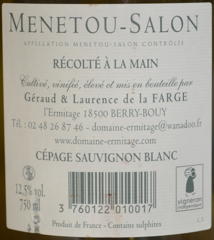 MENETOU-SALON
APPELLATION MENETOU-SALON CONTRÔLÉE
RÉCOLTÉ À LA MAIN
Cultivé, vinifié, élevé et mis en bouteille par
Géraud & Laurence de la FARGE
l'Ermitage 18500 BERRY-BOUY
Tél. : 02 48 26 87 46 - domaine-ermitage@wanadoo.fr
www.domaine-ermitage.com
CÉPAGE SAUVIGNON BLANC
12.5% vol.
750 ml
3 760122 010017
vigneron
indépendant
Produit de France - Contains sulphites